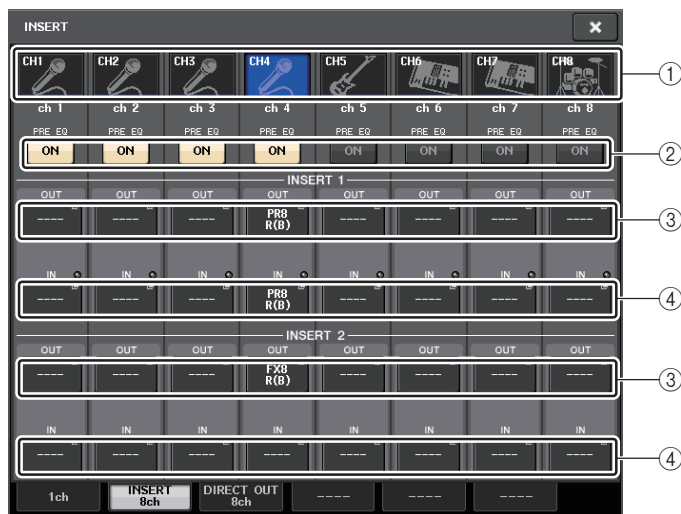 INSERT
CH1 CH2 CH3 CH4 CH5 CH6 CH7 CH8 ①
ch 1 ch 2 ch 3 ch 4 ch 5 ch 6 ch 7 ch 8
PRE EQ PRE EQ PRE EQ PRE EQ PRE EQ PRE EQ PRE EQ PRE EQ
ON ON ON ON ON ON ON ON ②
INSERT 1
OUT OUT OUT OUT OUT OUT OUT OUT
---- ---- ---- PR8 R(B) ---- ---- ---- ---- ③
IN IN IN IN IN IN IN IN
---- ---- ---- PR8 R(B) ---- ---- ---- ---- ④
INSERT 2
OUT OUT OUT OUT OUT OUT OUT OUT
---- ---- ---- FX8 R(B) ---- ---- ---- ---- ③
IN IN IN IN IN IN IN IN
---- ---- ---- ---- ---- ---- ---- ---- ④
1ch INSERT 8ch DIRECT OUT 8ch ---- ---- ----